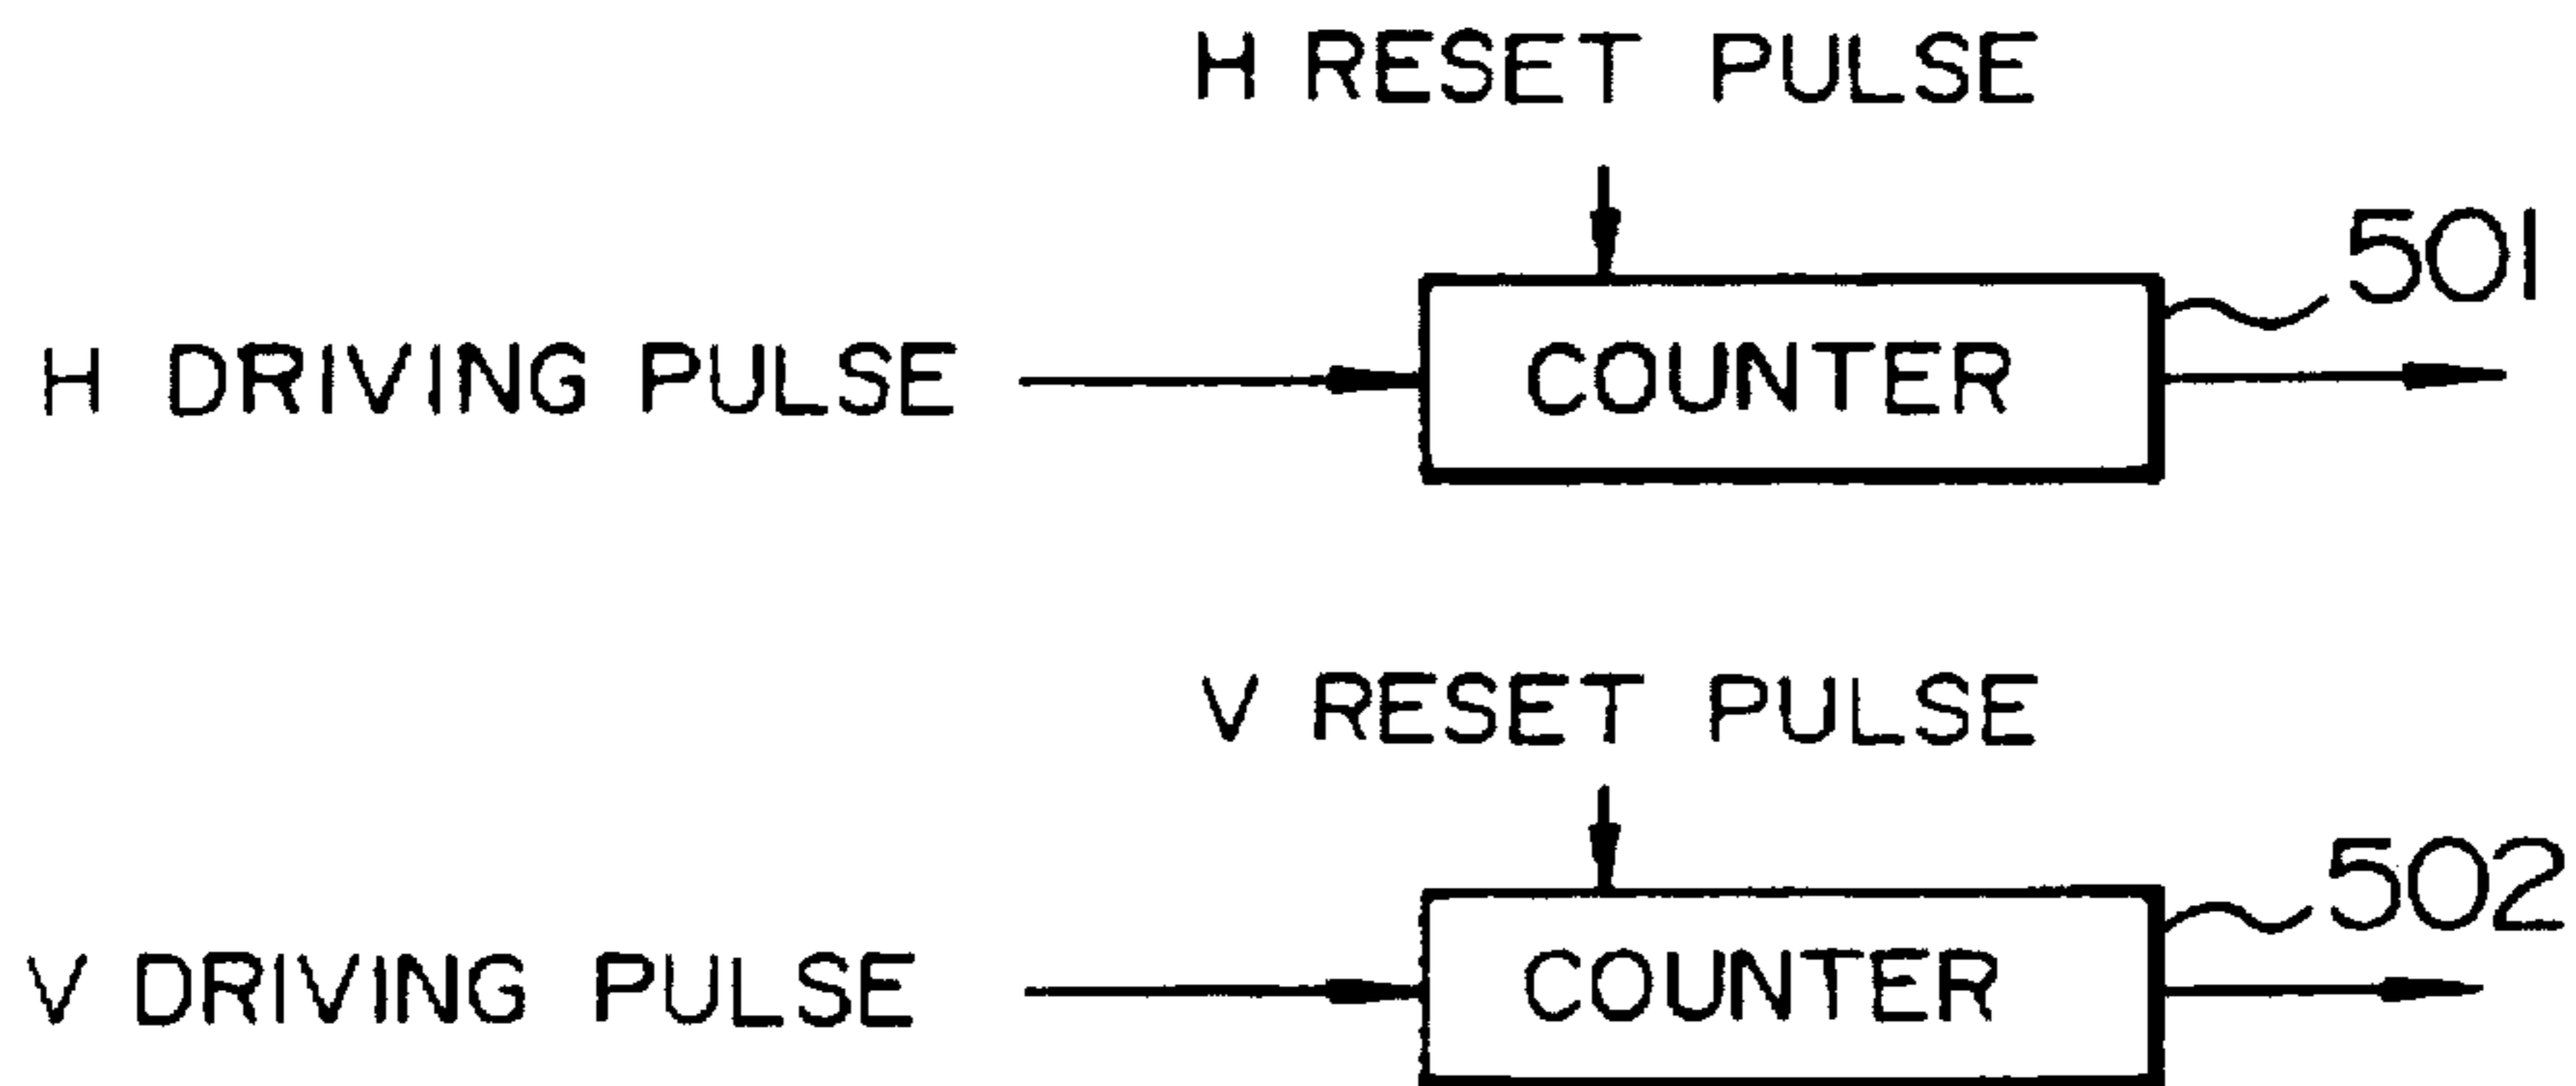 H RESET PULSE
501
H DRIVING PULSE
COUNTER
V RESET PULSE
502
V DRIVING PULSE
COUNTER